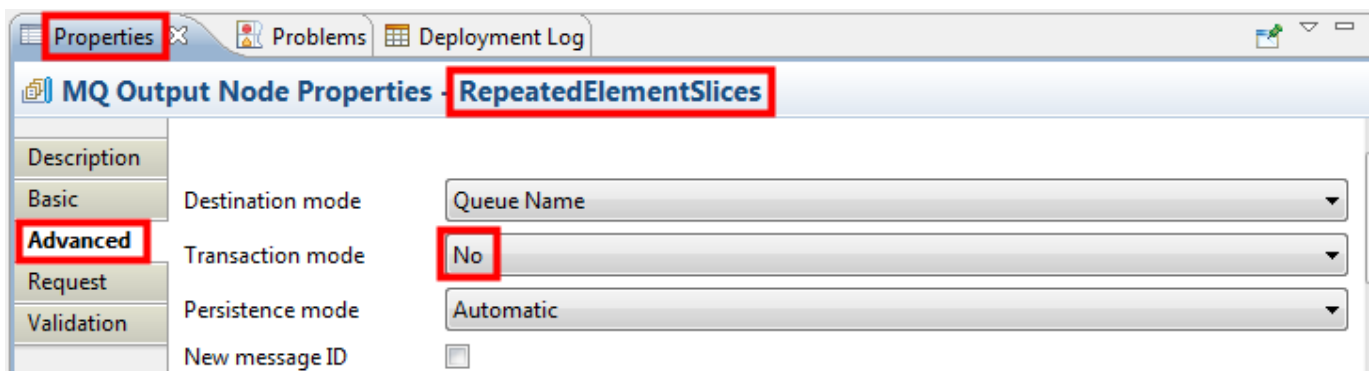 Properties Problems Deployment Log
MQ Output Node Properties - RepeatedElementSlices
Description
Basic Destination mode Queue Name
Advanced Transaction mode No
Request
Persistence mode Automatic
Validation
New message ID